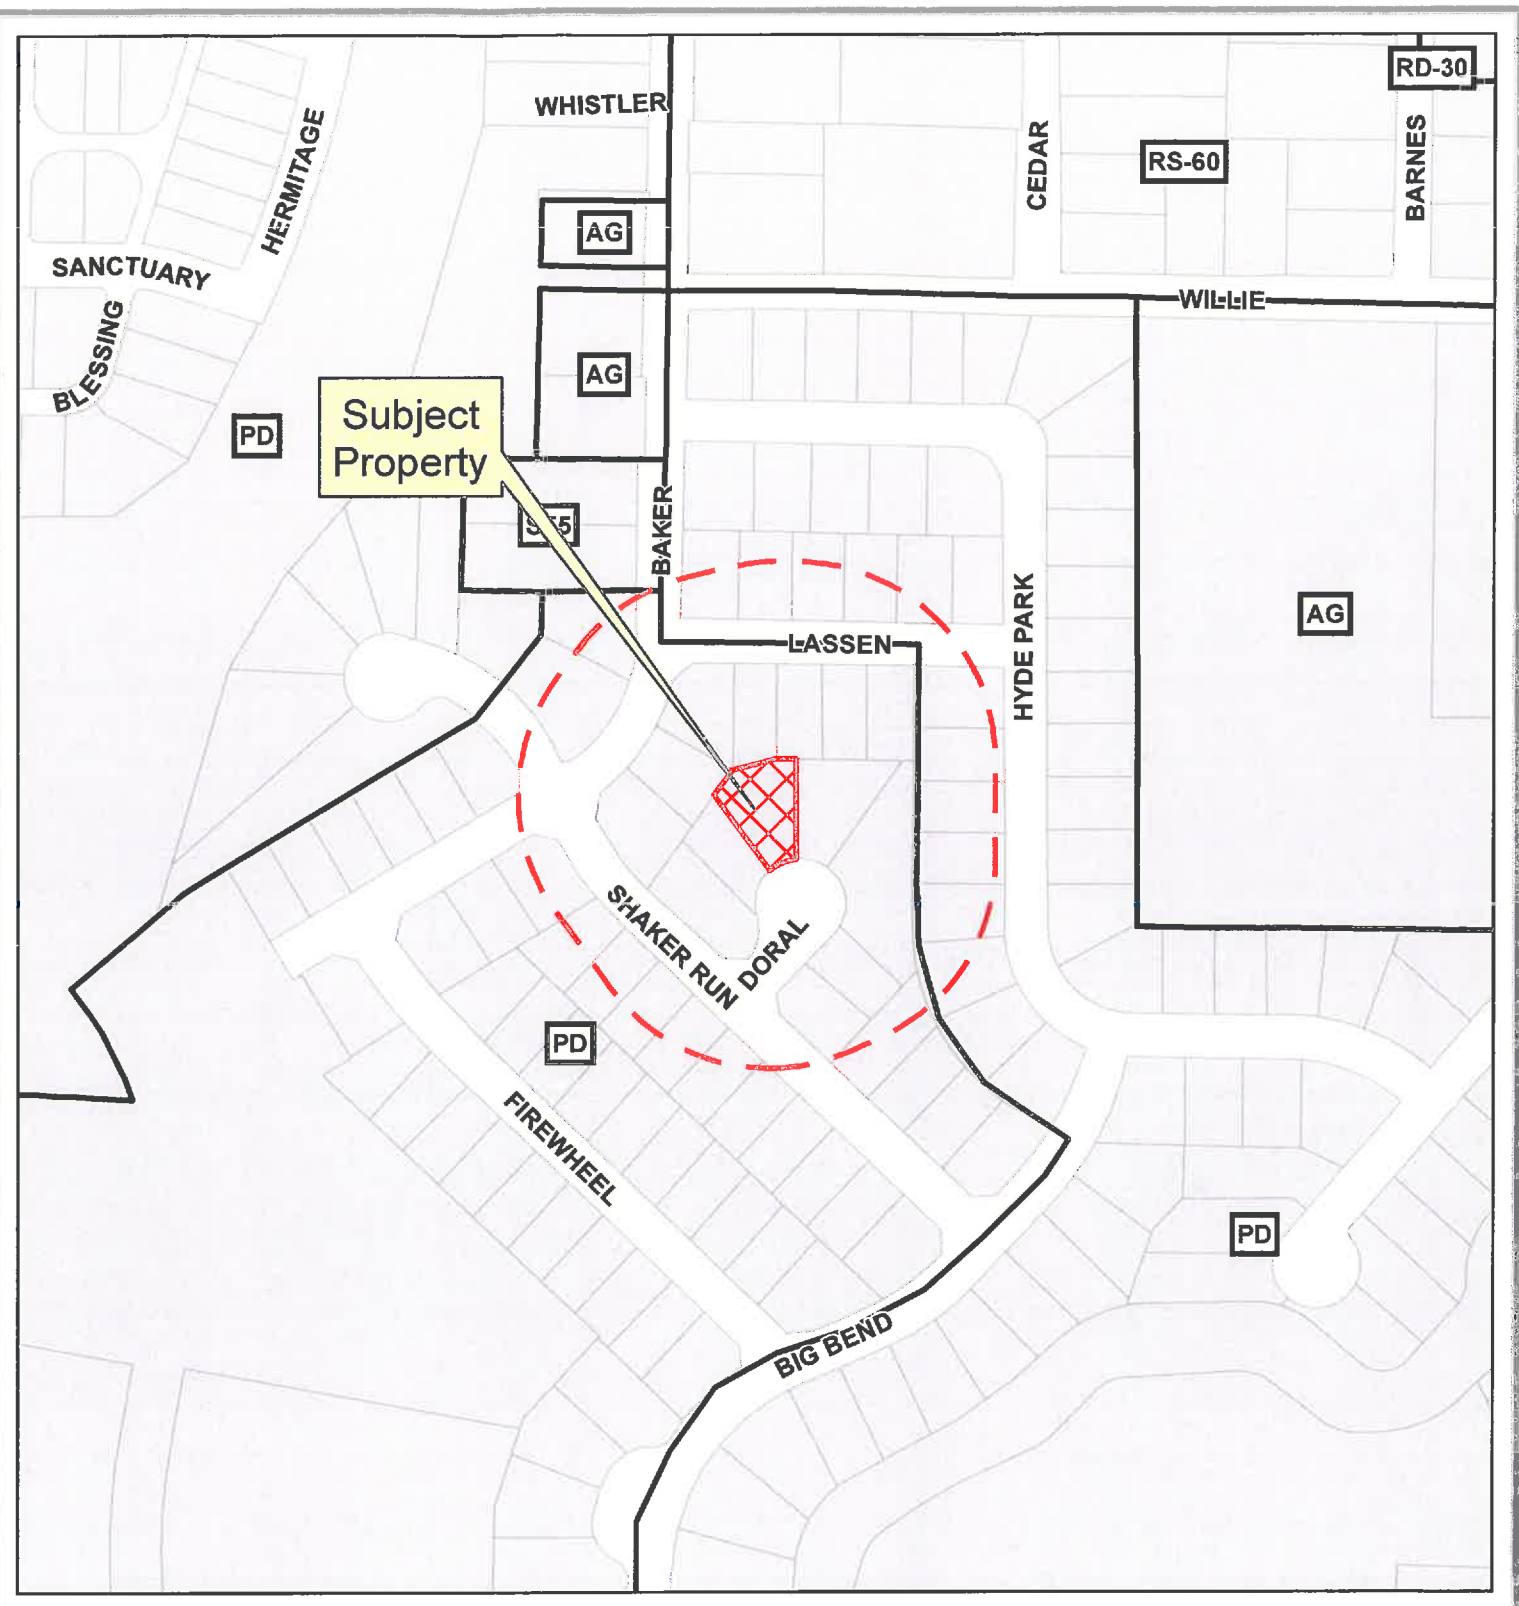 RD-30
WHISTLER
CEDAR
RS-60
BARNES
HERMITAGE
AG
SANCTUARY
WILLIE
BLESSING
AG
PD
Subject
Property
BAKER
HYDE PARK
AG
LASSEN
SHAKER RUN
DORAL
PD
FIREWHEEL
PD
BIG BEND